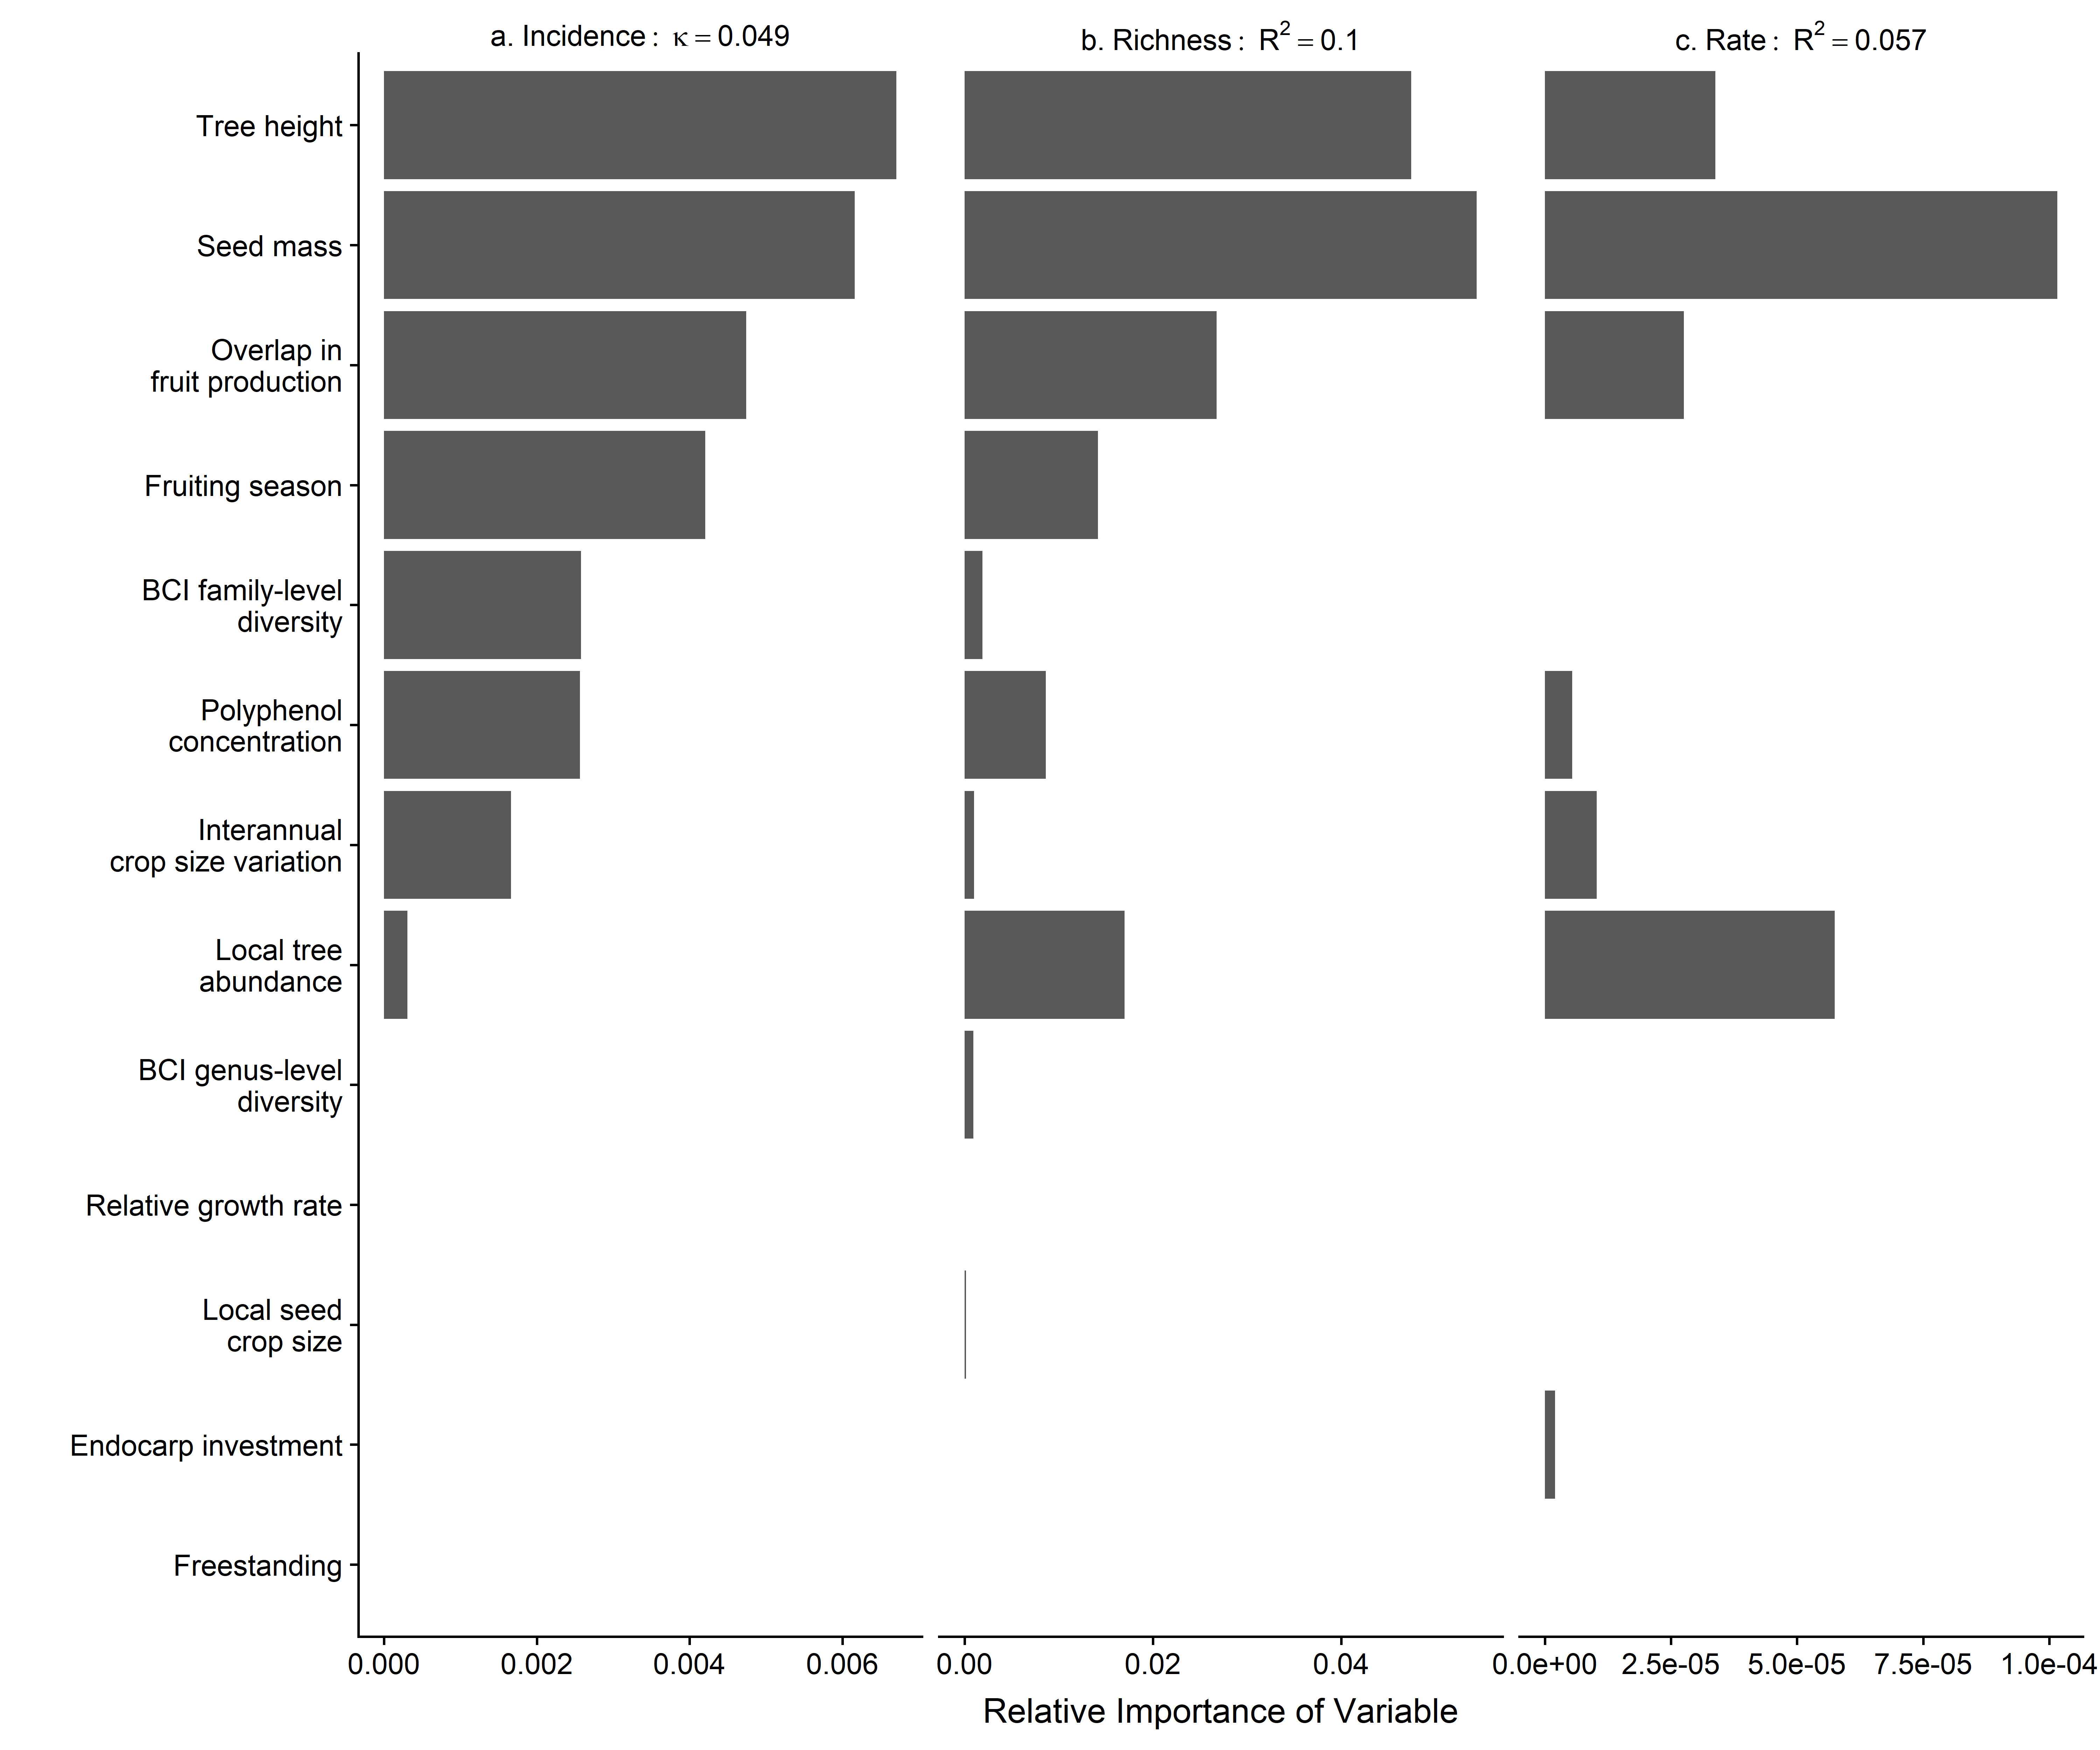 a. Incidence: κ = 0.049
b. Richness: R² = 0.1
c. Rate: R² = 0.057
Tree height
Seed mass
Overlap in
fruit production
Fruiting season
BCI family-level
diversity
Polyphenol
concentration
Interannual
crop size variation
Local tree
abundance
BCI genus-level
diversity
Relative growth rate
Local seed
crop size
Endocarp investment
Freestanding
0.000 0.002 0.004 0.006
0.00 0.02 0.04
0.0e+00 2.5e-05 5.0e-05 7.5e-05 1.0e-04
Relative Importance of Variable